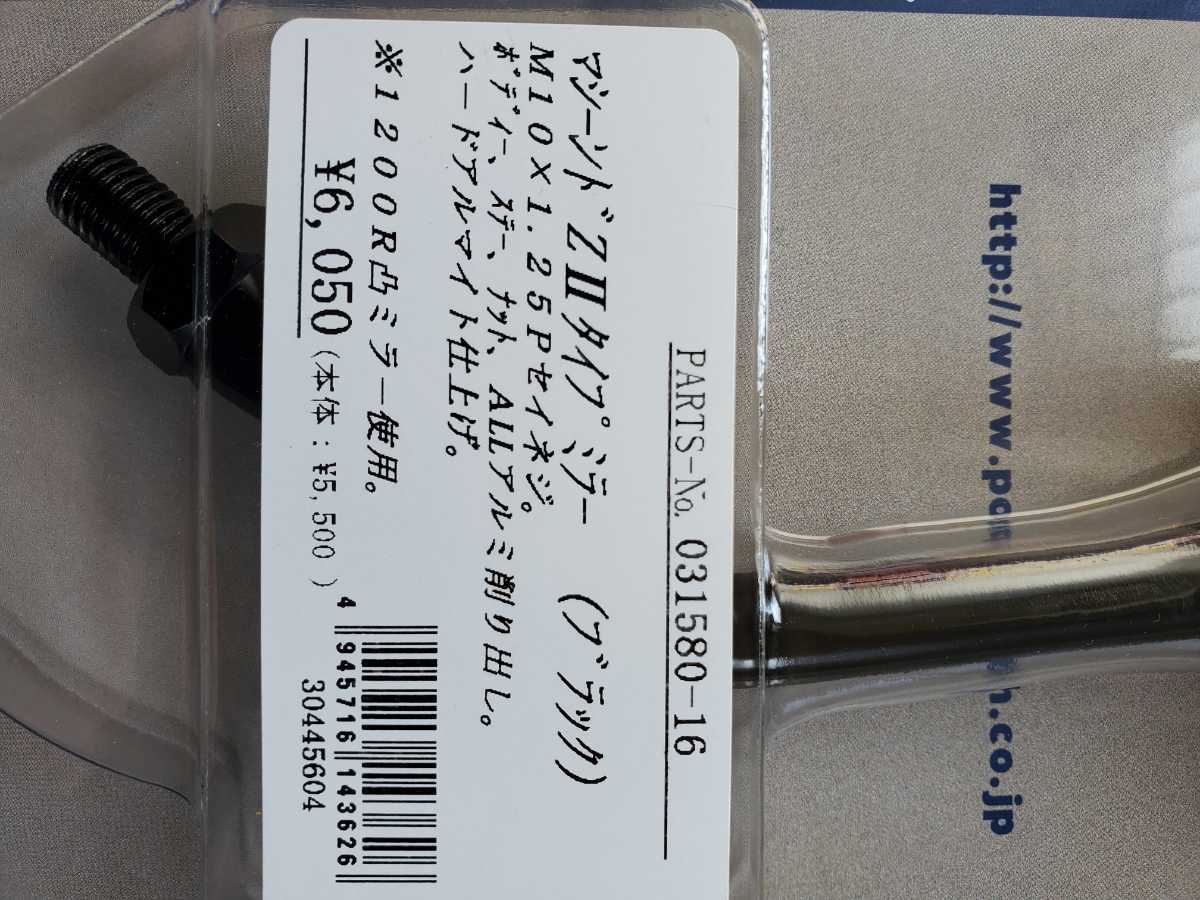 http://www.po
h.co.jp
PARTS-No. 031580-16
マシーンドZⅡタイプミラー （ブラック）
M10×1.25Pセイネジ。
ボディー、ステー、ナット、ALLアルミ削り出し。
ハードアルマイト仕上げ。
※1200R凸ミラー使用。
¥6,050 (本体：¥5,500 )
4 945716 143626
30445604